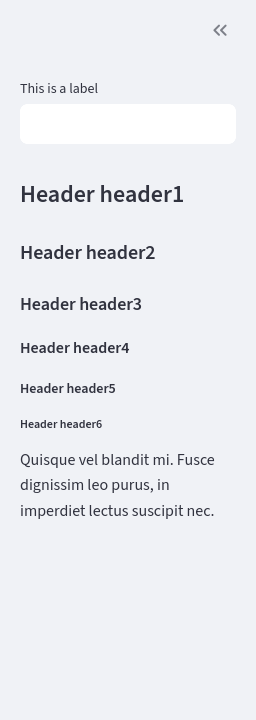 This is a label
Header header1
Header header2
Header header3
Header header4
Header header5
Header header6
Quisque vel blandit mi. Fusce
dignissim leo purus, in
imperdiet lectus suscipit nec.